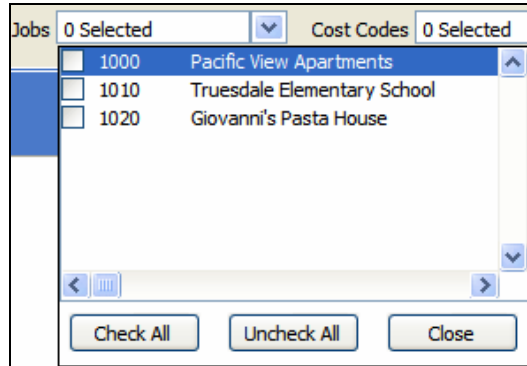 Jobs 0 Selected Cost Codes 0 Selected
1000 Pacific View Apartments
1010 Truesdale Elementary School
1020 Giovanni's Pasta House
Check All Uncheck All Close